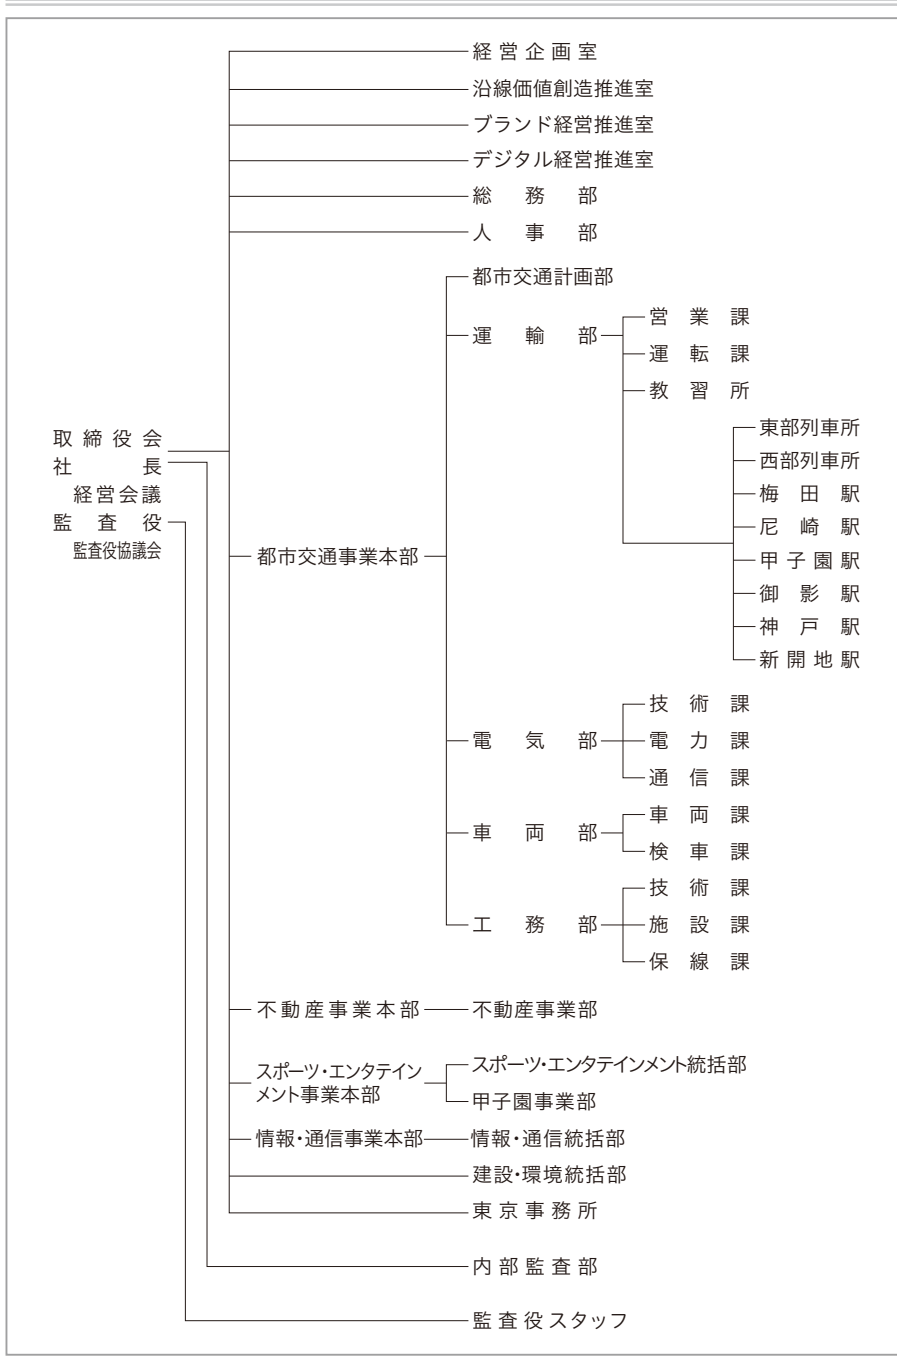 経営企画室
沿線価値創造推進室
ブランド経営推進室
デジタル経営推進室
総務部
人事部
取締役会
社長
経営会議
監査役
監査役協議会
都市交通事業本部
都市交通計画部
運輸部
営業課
運転課
教習所
東部列車所
西部列車所
梅田駅
尼崎駅
甲子園駅
御影駅
神戸駅
新開地駅
電気部
技術課
電力課
通信課
車両部
車両課
検車課
工務部
技術課
施設課
保線課
不動産事業本部
不動産事業部
スポーツ・エンタテイン
メント事業本部
スポーツ・エンタテインメント統括部
甲子園事業部
情報・通信事業本部
情報・通信統括部
建設・環境統括部
東京事務所
内部監査部
監査役スタッフ